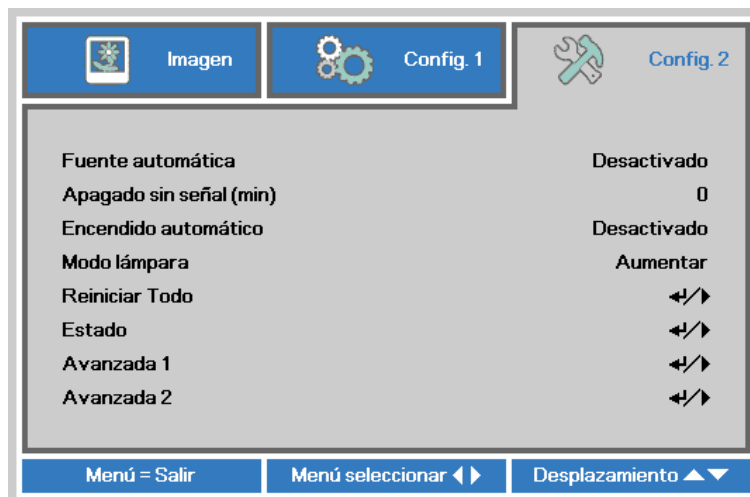 Imagen Config. 1 Config. 2
Fuente automática Desactivado
Apagado sin señal (min) 0
Encendido automático Desactivado
Modo lámpara Aumentar
Reiniciar Todo
Estado
Avanzada 1
Avanzada 2
Menú = Salir Menú seleccionar Desplazamiento